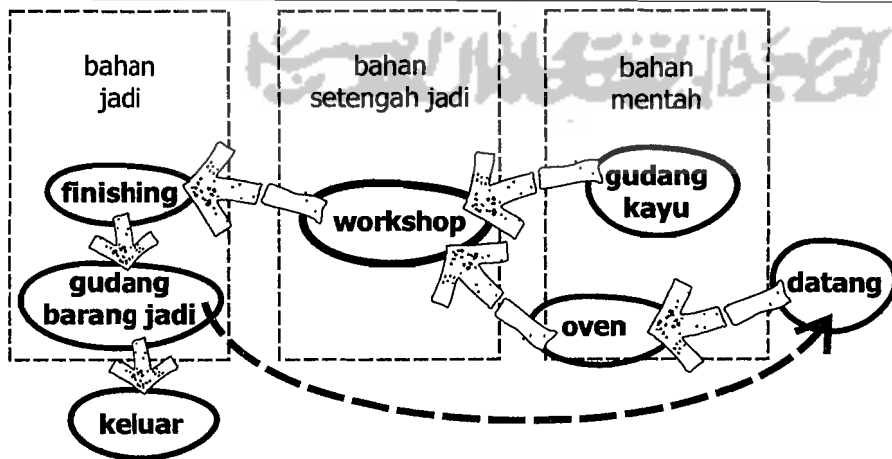 bahan
jadi
bahan
setengah jadi
bahan
mentah
finishing
workshop
gudang
kayu
gudang
barang jadi
oven
datang
keluar